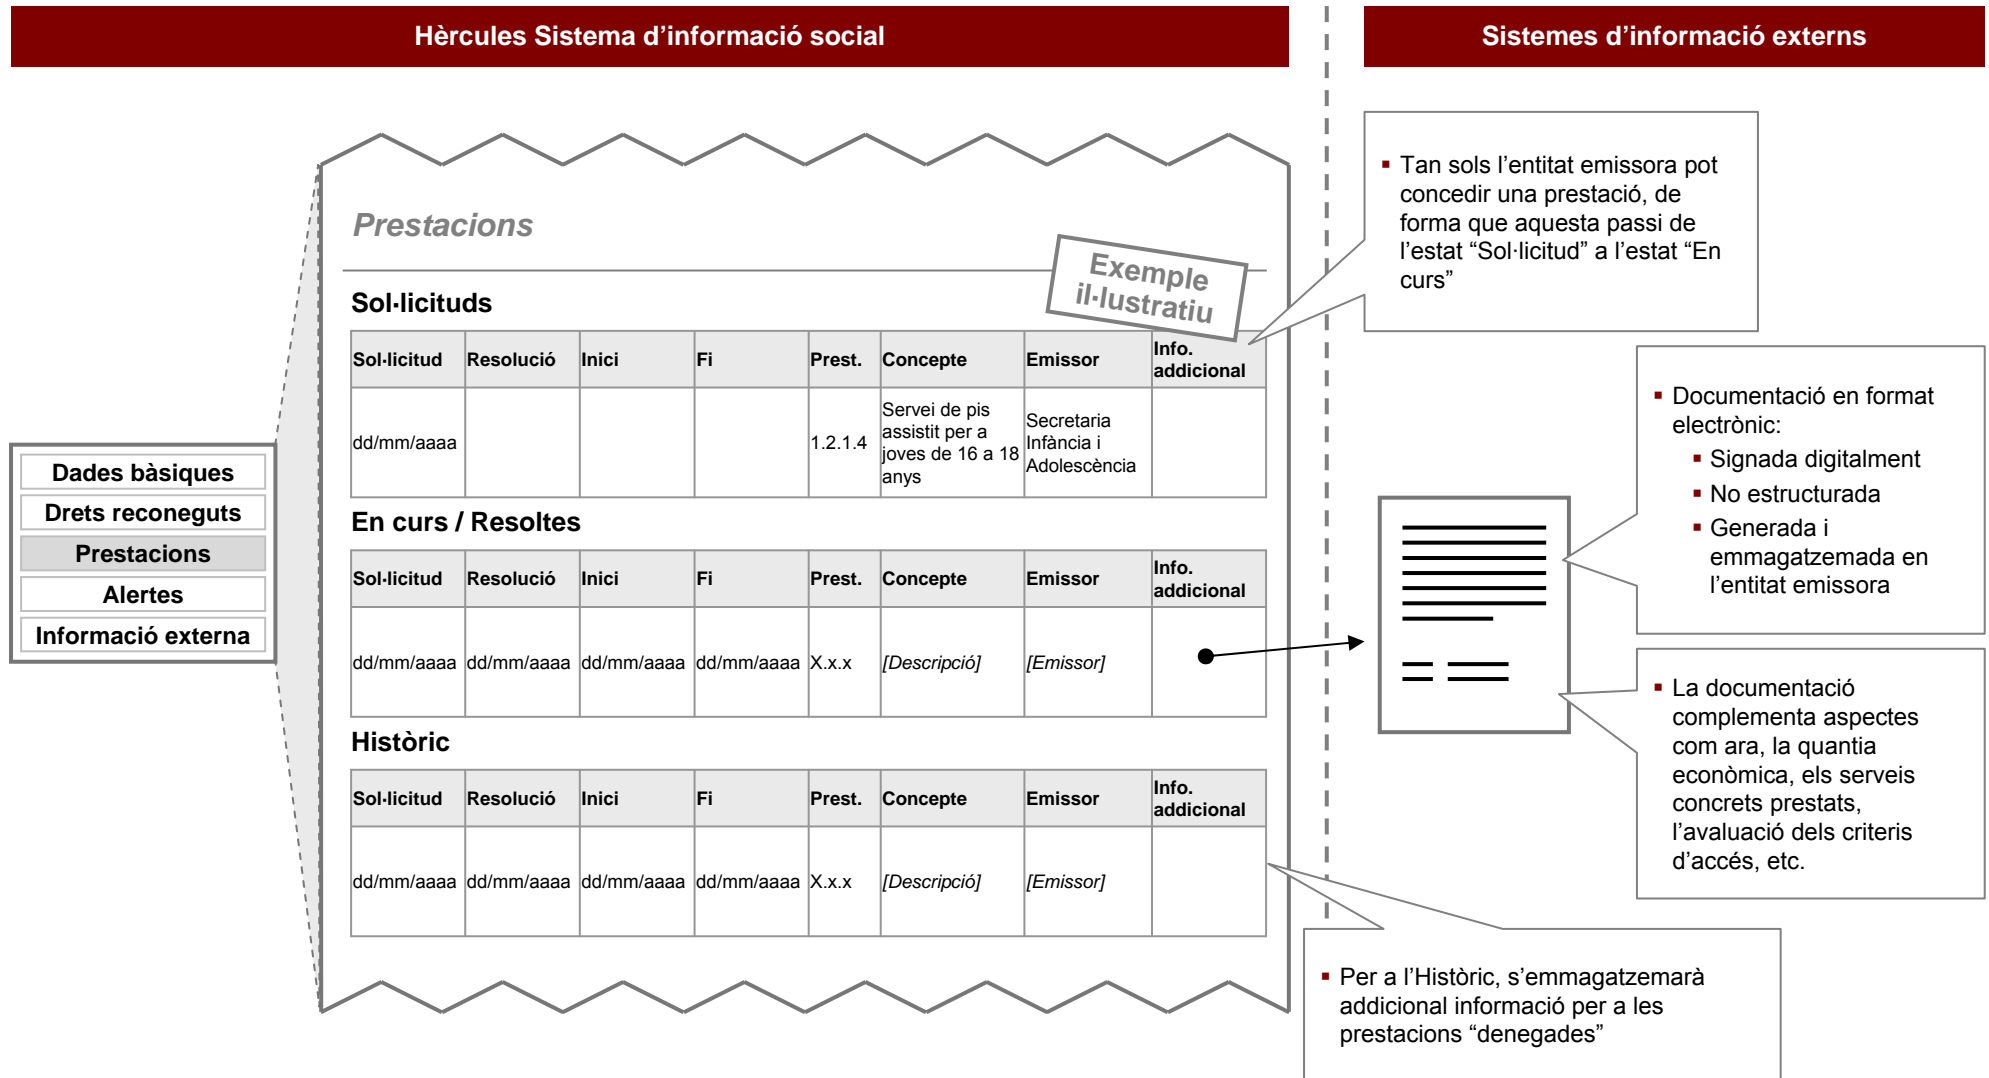 Hèrcules Sistema d’informació social
Sistemes d’informació externs
Dades bàsiques
Drets reconeguts
Prestacions
Alertes
Informació externa
Prestacions
Exemple
il·lustratiu
Sol·licituds
Sol·licitud Resolució Inici Fi Prest. Concepte Emissor Info. addicional
dd/mm/aaaa 1.2.1.4 Servei de pis assistit per a joves de 16 a 18 anys Secretaria Infància i Adolescència
En curs / Resoltes
Sol·licitud Resolució Inici Fi Prest. Concepte Emissor Info. addicional
dd/mm/aaaa dd/mm/aaaa dd/mm/aaaa dd/mm/aaaa X.x.x [Descripció] [Emissor]
Històric
Sol·licitud Resolució Inici Fi Prest. Concepte Emissor Info. addicional
dd/mm/aaaa dd/mm/aaaa dd/mm/aaaa dd/mm/aaaa X.x.x [Descripció] [Emissor]
Tan sols l’entitat emissora pot
concedir una prestació, de
forma que aquesta passi de
l’estat “Sol·licitud” a l’estat “En
curs”
Documentació en format
electrònic:
Signada digitalment
No estructurada
Generada i
emmagatzemada en
l’entitat emissora
La documentació
complementa aspectes
com ara, la quantia
econòmica, els serveis
concrets prestats,
l’avaluació dels criteris
d’accés, etc.
Per a l’Històric, s’emmagatzemarà
addicional informació per a les
prestacions “denegades”